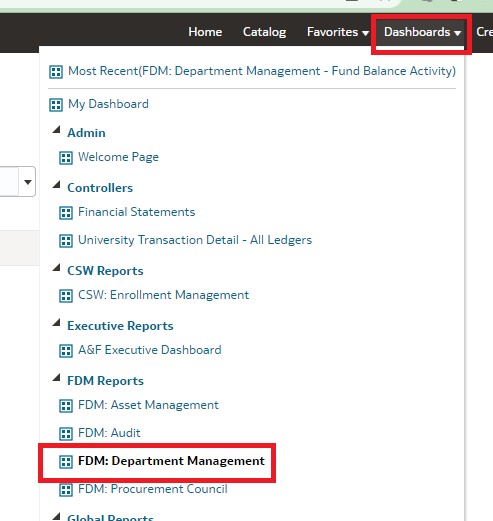 Home Catalog Favorites Dashboards Cre
Most Recent(FDM: Department Management - Fund Balance Activity)
My Dashboard
Admin
Welcome Page
Controllers
Financial Statements
University Transaction Detail - All Ledgers
CSW Reports
CSW: Enrollment Management
Executive Reports
A&F Executive Dashboard
FDM Reports
FDM: Asset Management
FDM: Audit
FDM: Department Management
FDM: Procurement Council
Global Reports